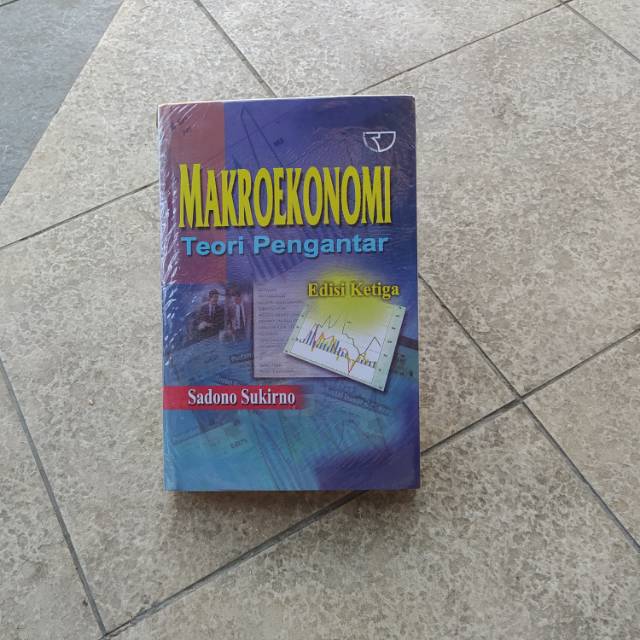 MAKROEKONOMI
Teori Pengantar
Edisi Ketiga
Sadono Sukirno